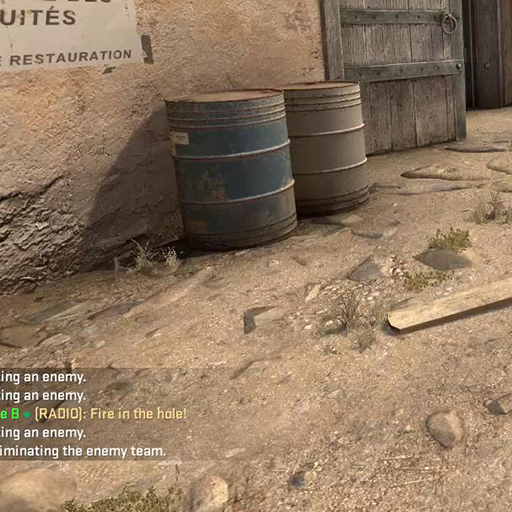 UITÉS
RESTAURATION
ing an enemy.
ing an enemy.
e B ● (RADIO): Fire in the hole!
ing an enemy.
iminating the enemy team.